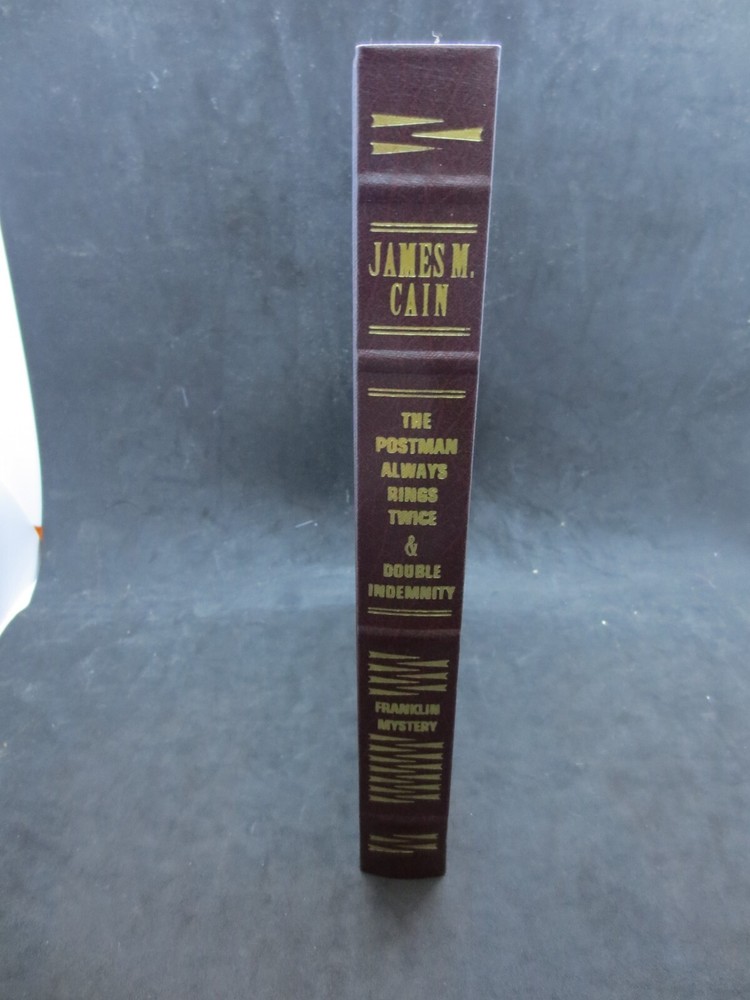 JAMES M.
CAIN
THE
POSTMAN
ALWAYS
RINGS
TWICE
&
DOUBLE
INDEMNITY
FRANKLIN
MYSTERY